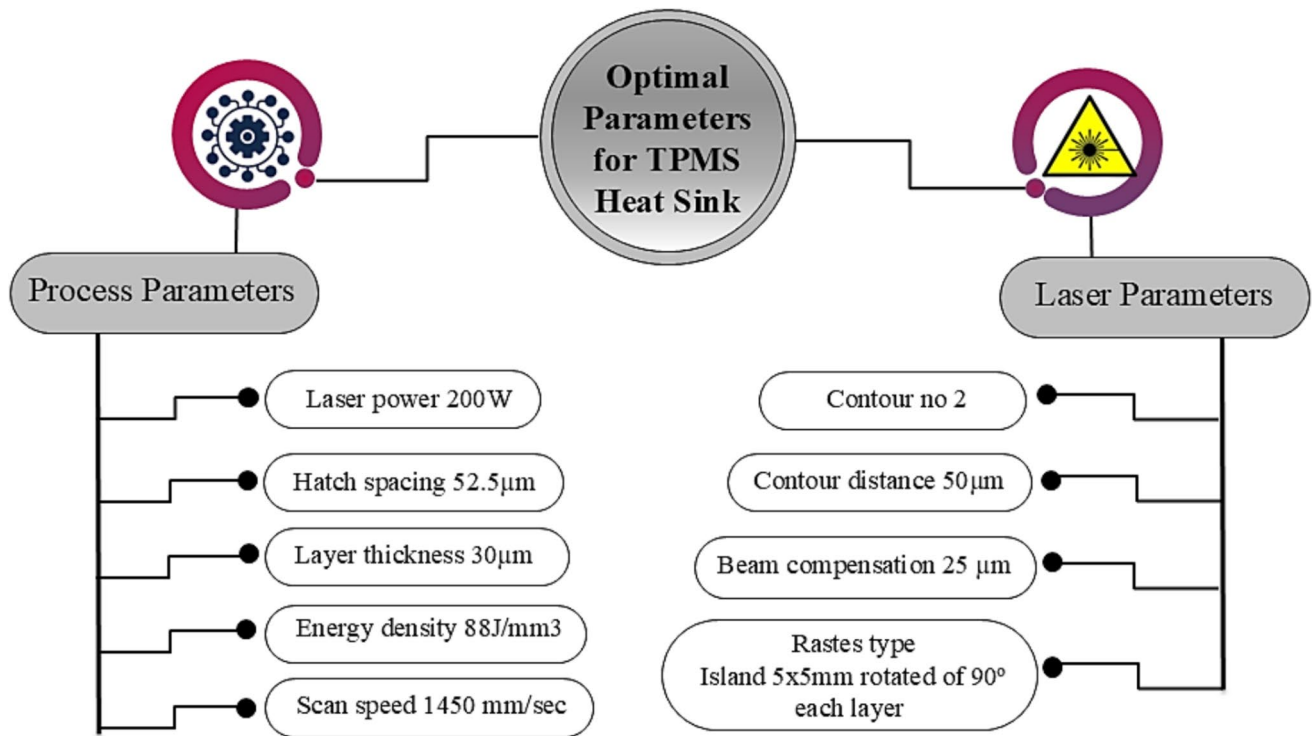 Optimal
Parameters
for TPMS
Heat Sink
Process Parameters
Laser power 200W
Hatch spacing 52.5µm
Layer thickness 30µm
Energy density 88J/mm3
Scan speed 1450 mm/sec
Laser Parameters
Contour no 2
Contour distance 50µm
Beam compensation 25 µm
Rastes type
Island 5x5mm rotated of 90º
each layer